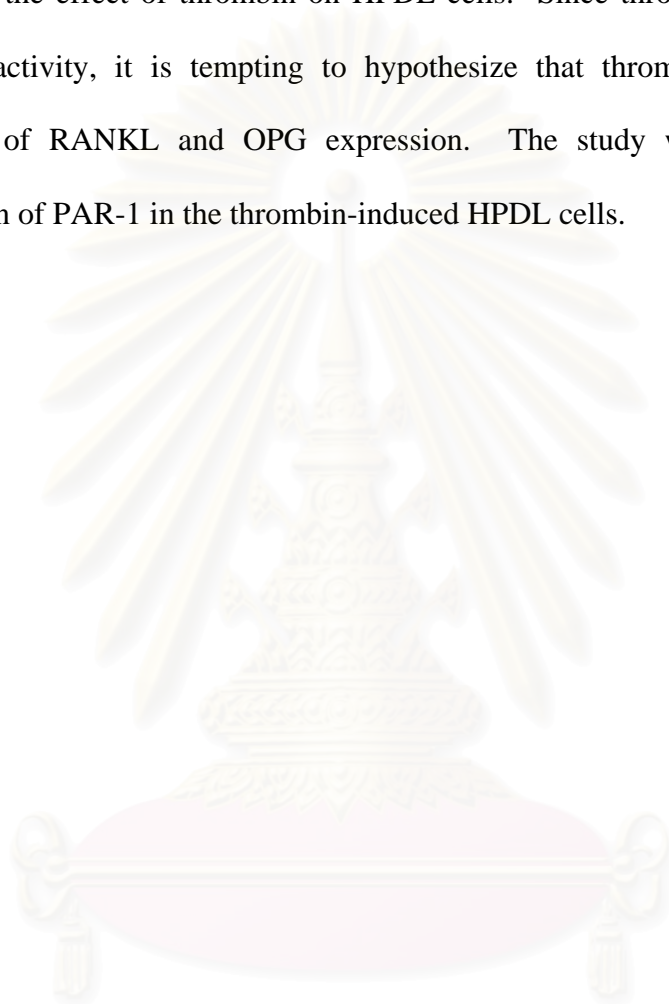 the effect of thrombin on HPDL cells. Since thro
activity, it is tempting to hypothesize that throm
of RANKL and OPG expression. The study
n of PAR-1 in the thrombin-induced HPDL cells.